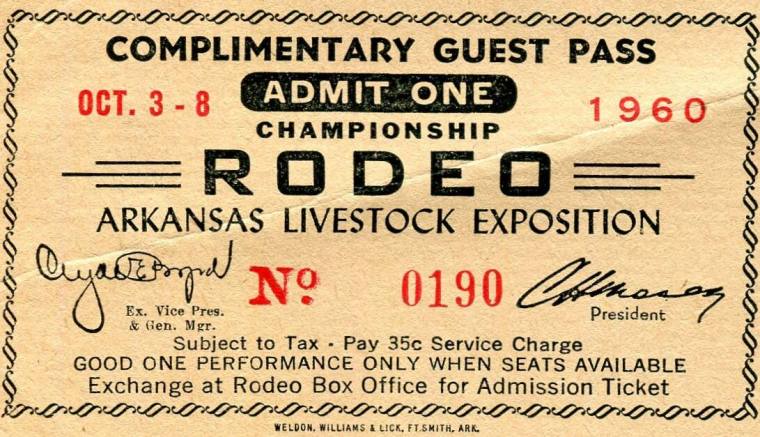 COMPLIMENTARY GUEST PASS
OCT. 3 - 8 ADMIT ONE 1960
CHAMPIONSHIP
RODEO
ARKANSAS LIVESTOCK EXPOSITION
Clyde E Byrd Nº 0190
Ex. Vice Pres. President
& Gen. Mgr.
Subject to Tax - Pay 35c Service Charge
GOOD ONE PERFORMANCE ONLY WHEN SEATS AVAILABLE
Exchange at Rodeo Box Office for Admission Ticket
WELDON, WILLIAMS & LICK, FT.SMITH, ARK.